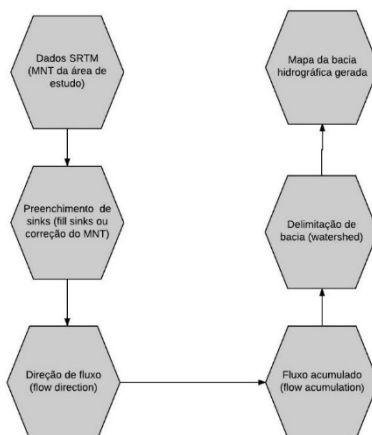 Dados SRTM
(MNT da área de
estudo)
Preenchimento de
sinks (fill sinks ou
correção do MNT)
Direção de fluxo
(flow direction)
Fluxo acumulado
(flow acumulation)
Delimitação de
bacia (watershed)
Mapa da bacia
hidrográfica gerada